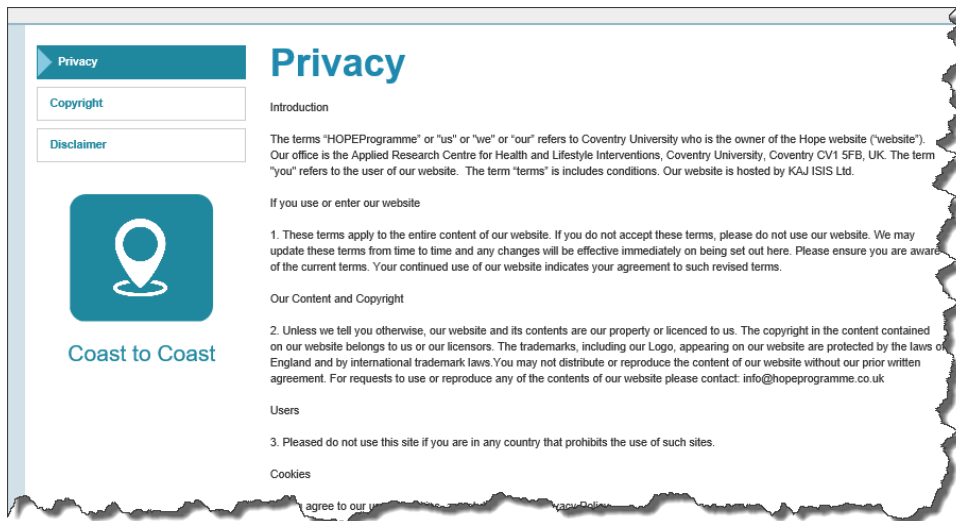 Privacy
Copyright
Disclaimer
Coast to Coast
Privacy
Introduction
The terms “HOPEProgramme” or "us" or "we" or “our” refers to Coventry University who is the owner of the Hope website (“website”).
Our office is the Applied Research Centre for Health and Lifestyle Interventions, Coventry University, Coventry CV1 5FB, UK. The term
"you" refers to the user of our website. The term “terms” is includes conditions. Our website is hosted by KAJ ISIS Ltd.
If you use or enter our website
1. These terms apply to the entire content of our website. If you do not accept these terms, please do not use our website. We may
update these terms from time to time and any changes will be effective immediately on being set out here. Please ensure you are aware
of the current terms. Your continued use of our website indicates your agreement to such revised terms.
Our Content and Copyright
2. Unless we tell you otherwise, our website and its contents are our property or licenced to us. The copyright in the content contained
on our website belongs to us or our licensors. The trademarks, including our Logo, appearing on our website are protected by the laws of
England and by international trademark laws.You may not distribute or reproduce the content of our website without our prior written
agreement. For requests to use or reproduce any of the contents of our website please contact: info@hopeprogramme.co.uk
Users
3. Pleased do not use this site if you are in any country that prohibits the use of such sites.
Cookies
agree to our